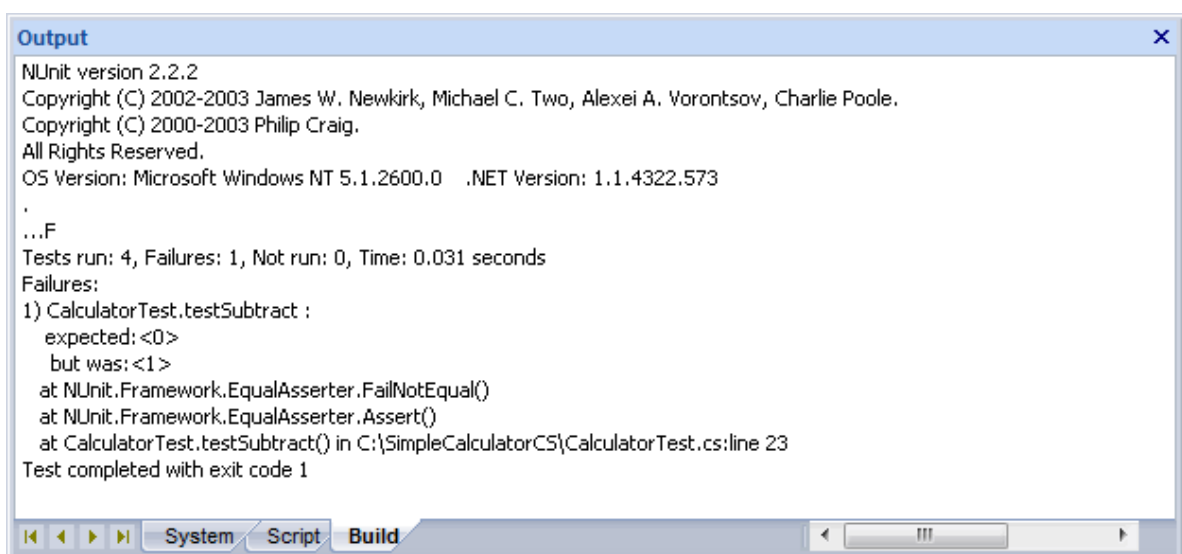 Output
NUnit version 2.2.2
Copyright (C) 2002-2003 James W. Newkirk, Michael C. Two, Alexei A. Vorontsov, Charlie Poole.
Copyright (C) 2000-2003 Philip Craig.
All Rights Reserved.
OS Version: Microsoft Windows NT 5.1.2600.0    .NET Version: 1.1.4322.573
.
...F
Tests run: 4, Failures: 1, Not run: 0, Time: 0.031 seconds
Failures:
1) CalculatorTest.testSubtract :
expected:<0>
but was:<1>
at NUnit.Framework.EqualAsserter.FailNotEqual()
at NUnit.Framework.EqualAsserter.Assert()
at CalculatorTest.testSubtract() in C:\SimpleCalculatorCS\CalculatorTest.cs:line 23
Test completed with exit code 1
System Script Build